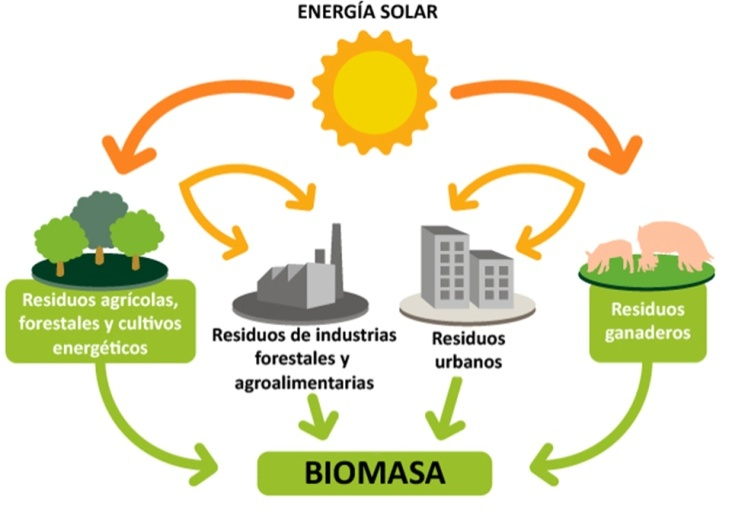 ENERGÍA SOLAR
Residuos agrícolas,
forestales y cultivos
energéticos
Residuos de industrias
forestales y
agroalimentarias
Residuos
urbanos
Residuos
ganaderos
BIOMASA